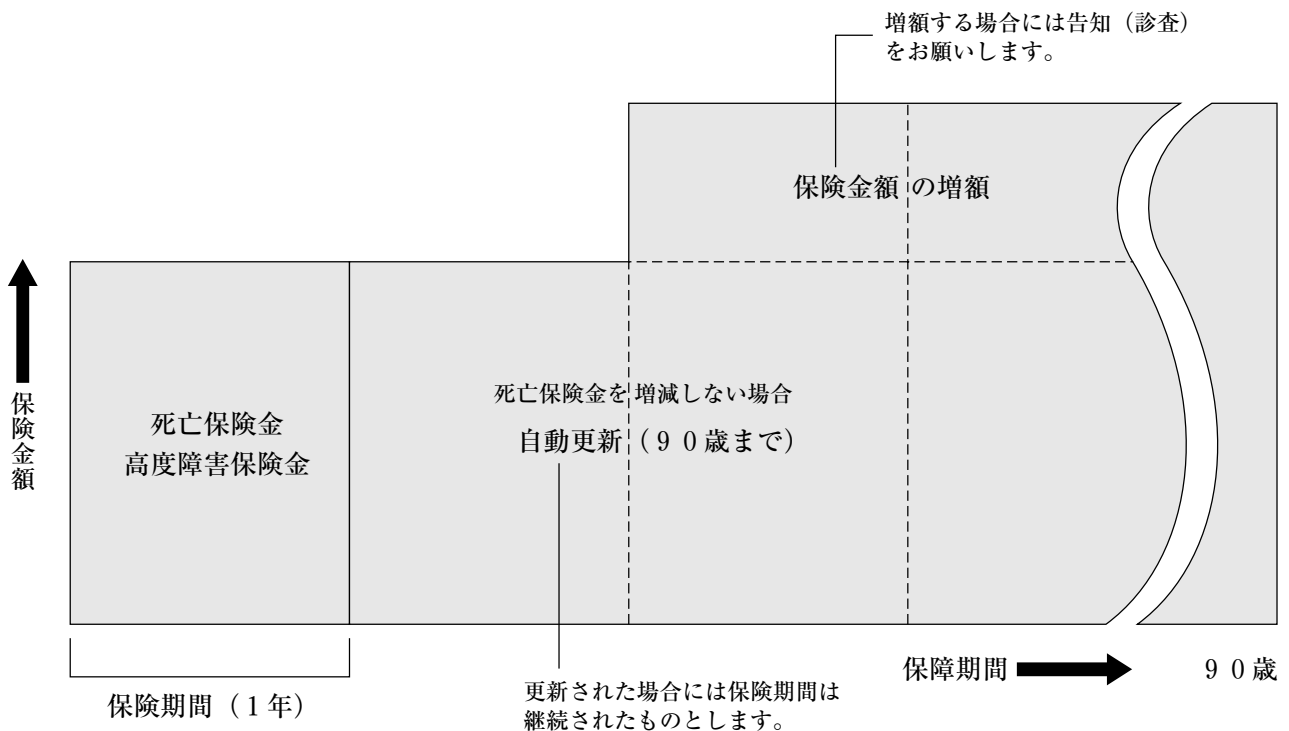 増額する場合には告知（診査）
をお願いします。
保険金額の増額
保険金額
死亡保険金
高度障害保険金
死亡保険金を増減しない場合
自動更新（９０歳まで）
保障期間
９０歳
保険期間（１年）
更新された場合には保険期間は
継続されたものとします。